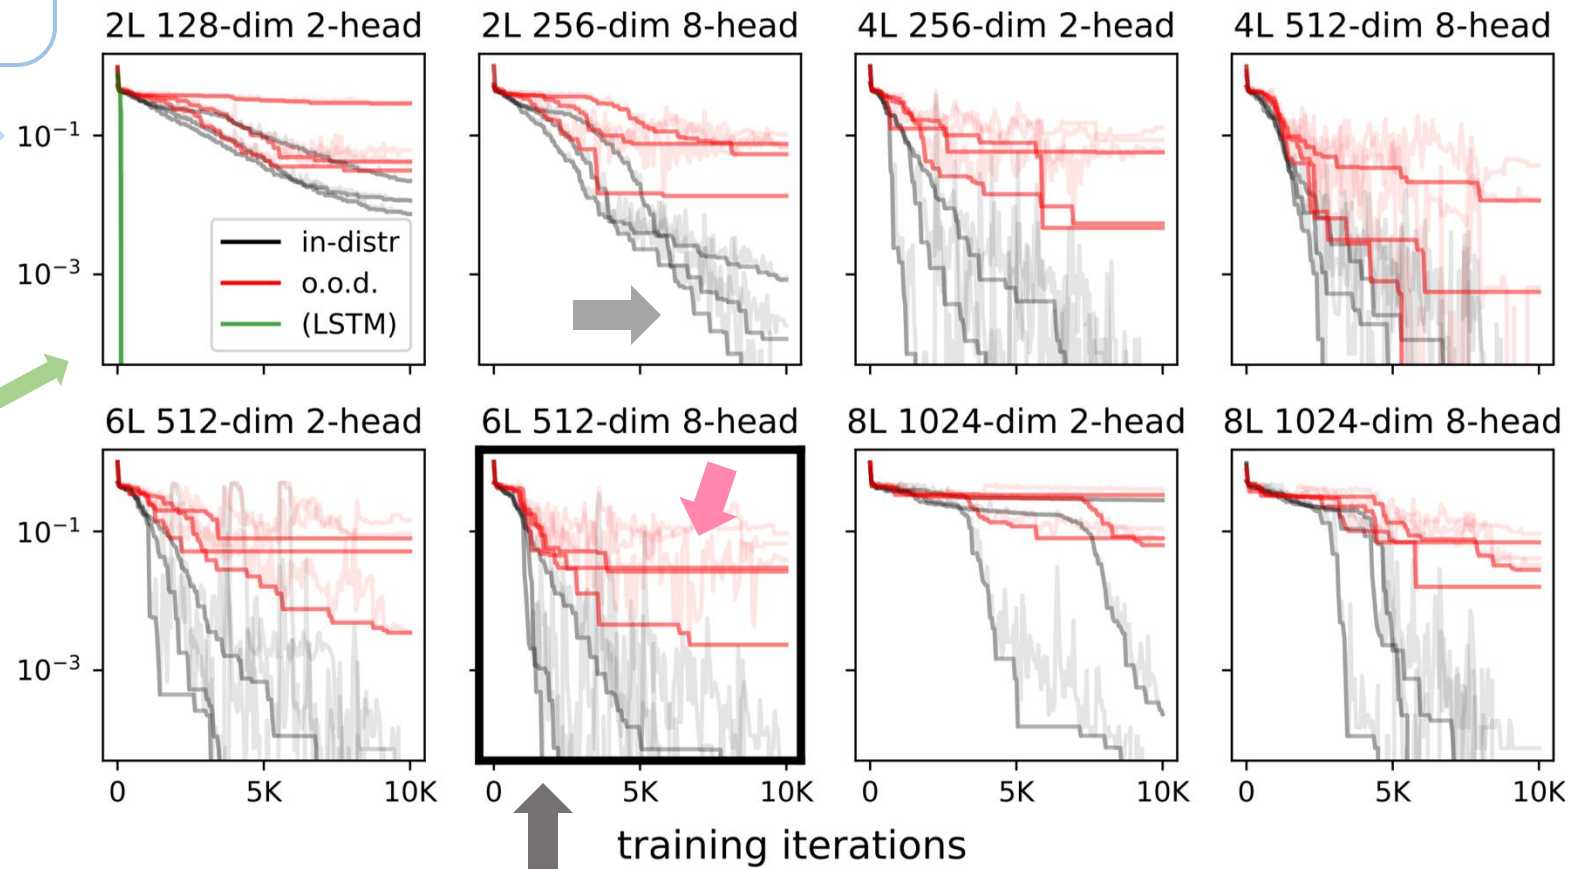 2L 128-dim 2-head
2L 256-dim 8-head
4L 256-dim 2-head
4L 512-dim 8-head
10⁻¹
10⁻³
in-distr
o.o.d.
(LSTM)
6L 512-dim 2-head
6L 512-dim 8-head
8L 1024-dim 2-head
8L 1024-dim 8-head
10⁻¹
10⁻³
0 5K 10K
0 5K 10K
0 5K 10K
0 5K 10K
training iterations